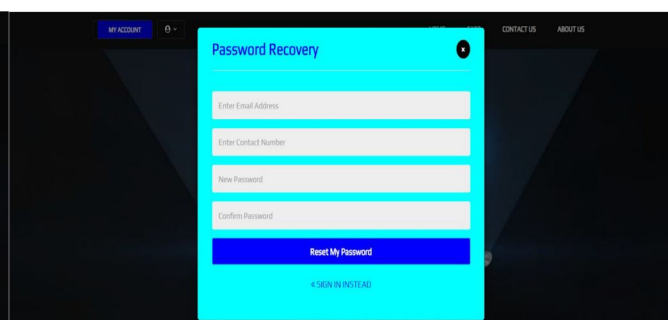 MY ACCOUNT
CONTACT US
ABOUT US
Password Recovery
x
Enter Email Address
Enter Contact Number
New Password
Confirm Password
Reset My Password
« SIGN IN INSTEAD